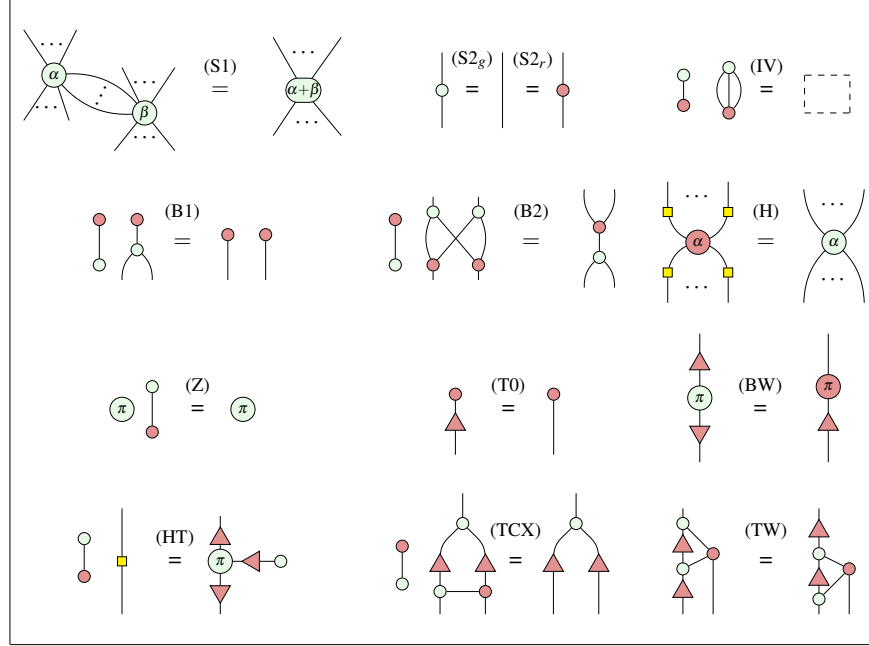 α β (S1) = α+β (S2g) = (S2r) = (IV) =
(B1) = (B2) = α (H) = α
π (Z) = π (T0) = π (BW) = π
(HT) = π (TCX) = (TW) =